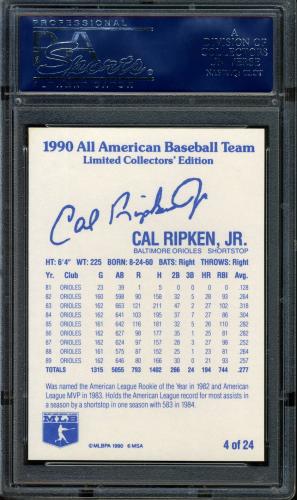 PROFESSIONAL
PSA
Sports
A
DIVISION OF
COLLECTORS
UNIVERSE
NASDAQ: CLCT
1990 All American Baseball Team
Limited Collectors' Edition
Cal Ripken Jr
CAL RIPKEN, JR.
BALTIMORE ORIOLES SHORTSTOP
HT: 6'4" WT: 225 BORN: 8-24-60 BATS: Right THROWS: Right
Yr. Club G AB R H 2B 3B HR RBI Avg.
81 ORIOLES 23 39 1 5 0 0 0 0 .128
82 ORIOLES 160 598 90 158 32 5 28 93 .264
83 ORIOLES 162 663 121 211 47 2 27 102 .318
84 ORIOLES 162 641 103 195 37 7 27 86 .304
85 ORIOLES 161 642 116 181 32 5 26 110 .282
86 ORIOLES 162 627 98 177 35 1 25 81 .282
87 ORIOLES 162 624 97 157 28 3 27 98 .252
88 ORIOLES 161 575 87 152 25 1 23 81 .264
89 ORIOLES 162 646 80 166 30 0 21 93 .257
TOTALS 1315 5055 793 1402 266 24 204 744 .277
Was named the American League Rookie of the Year in 1982 and American
League MVP in 1983. Holds the American League record for most assists in
a season by a shortstop in one season with 583 in 1984.
MLB
©MLBPA 1990 © MSA
4 of 24